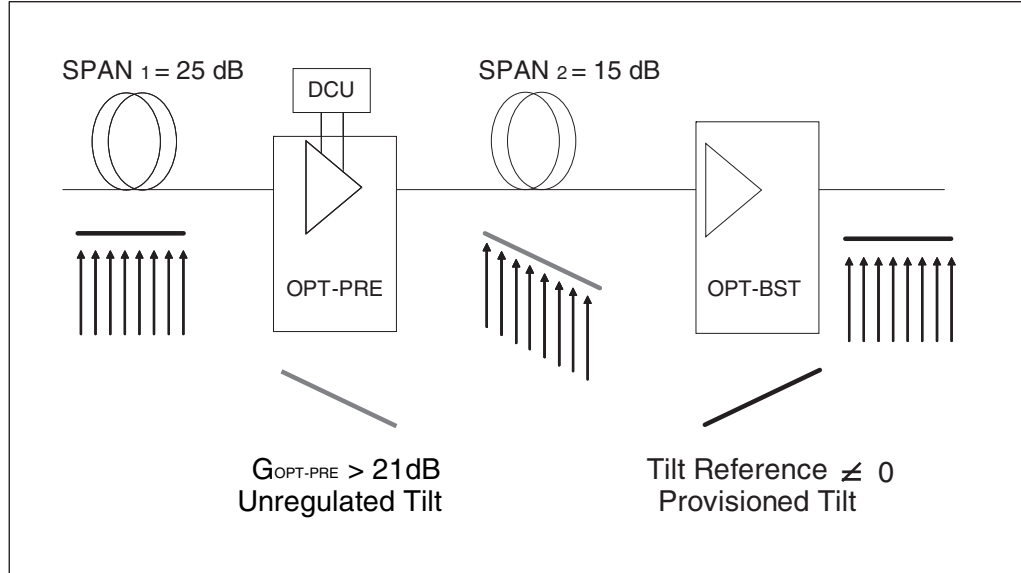 SPAN 1 = 25 dB
DCU
SPAN 2 = 15 dB
OPT-PRE
OPT-BST
GOPT-PRE > 21dB
Unregulated Tilt
Tilt Reference ≠ 0
Provisioned Tilt